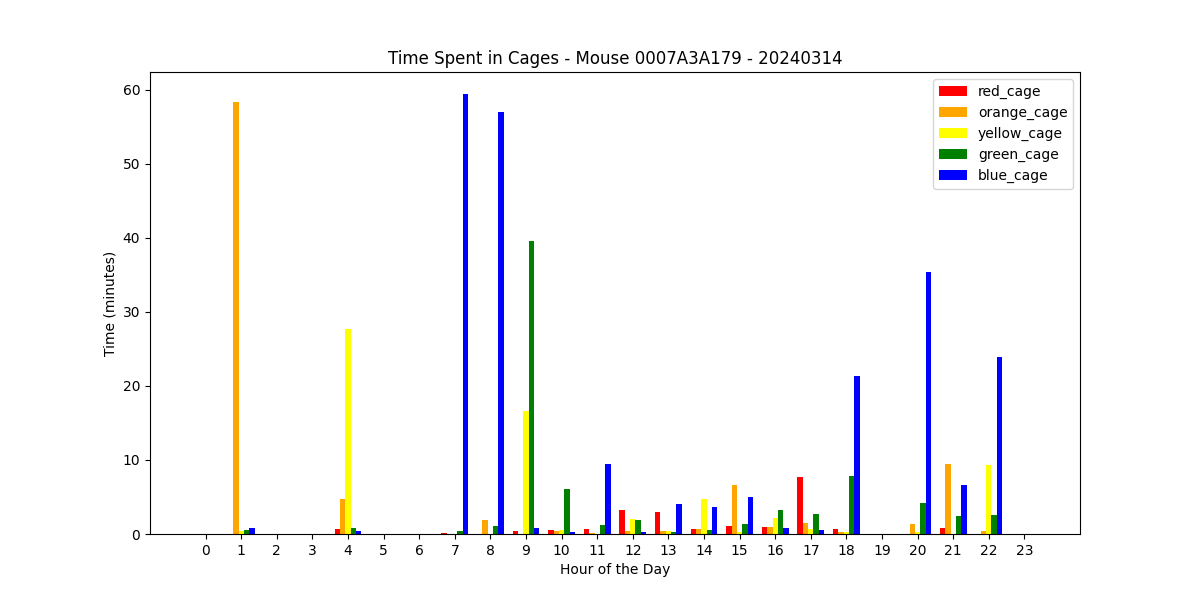 Time Spent in Cages - Mouse 0007A3A179 - 20240314
red_cage
orange_cage
yellow_cage
green_cage
blue_cage
60
50
40
30
20
10
0
Time (minutes)
0 1 2 3 4 5 6 7 8 9 10 11 12 13 14 15 16 17 18 19 20 21 22 23
Hour of the Day